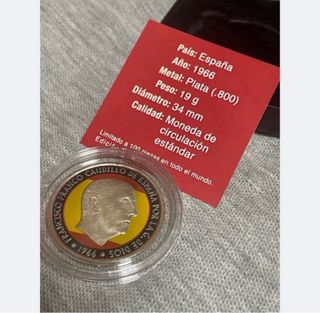 País: España
Año: 1966
Metal: Plata (.800)
Peso: 19 g
Diámetro: 34 mm
Calidad: Moneda de
circulación
estándar
Limitado a 100 piezas en todo el mundo.
FRANCISCO FRANCO CAUDILLO DE ESPAÑA POR LA G. DE DIOS
1966